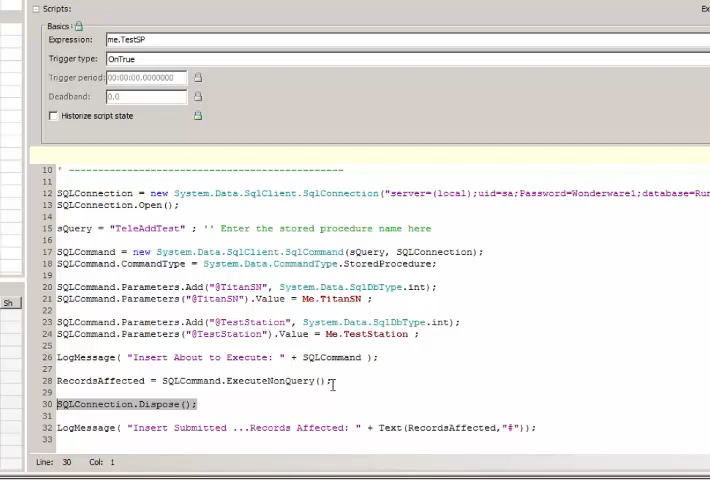 Scripts:
Ex
Basics:
Expression: me.TestSP
Trigger type: OnTrue
Trigger period: 00:00:00.0000000
Deadband: 0.0
Historize script state
10 ' -----------------------------------------------
11
12 SQLConnection = new System.Data.SqlClient.SqlConnection("server=(local);uid=sa;Password=Wonderware1;database=Run
13 SQLConnection.Open();
14
15 sQuery = "TeleAddTest" ; '' Enter the stored procedure name here
16
17 SQLCommand = new System.Data.SqlClient.SqlCommand(sQuery, SQLConnection);
18 SQLCommand.CommandType = System.Data.CommandType.StoredProcedure;
19
20 SQLCommand.Parameters.Add("@TitanSN", System.Data.SqlDbType.int);
21 SQLCommand.Parameters("@TitanSN").Value = Me.TitanSN ;
22
23 SQLCommand.Parameters.Add("@TestStation", System.Data.SqlDbType.int);
24 SQLCommand.Parameters("@TestStation").Value = Me.TestStation ;
25
26 LogMessage( "Insert About to Execute: " + SQLCommand );
27
28 RecordsAffected = SQLCommand.ExecuteNonQuery();
29
Sh
30 SQLConnection.Dispose();
31
32 LogMessage( "Insert Submitted ...Records Affected: " + Text(RecordsAffected,"#"));
33
Line: 30 Col: 1